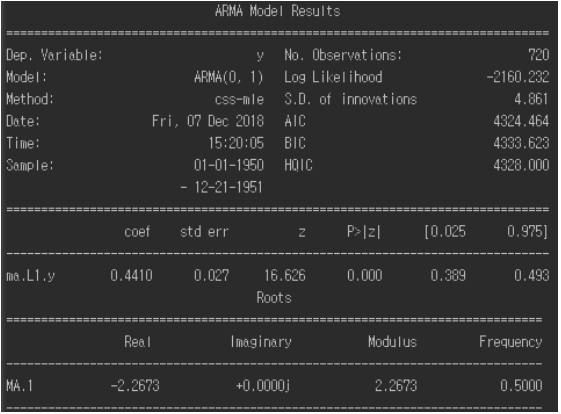 ARMA Model Results
==============================================================================
Dep. Variable: y No. Observations: 720
Model: ARMA(0, 1) Log Likelihood -2160.232
Method: css-mle S.D. of innovations 4.861
Date: Fri, 07 Dec 2018 AIC 4324.464
Time: 15:20:05 BIC 4333.623
Sample: 01-01-1950 HQIC 4328.000
- 12-21-1951
==============================================================================
coef std err z P>|z| [0.025 0.975]
------------------------------------------------------------------------------
ma.L1.y 0.4410 0.027 16.626 0.000 0.389 0.493
Roots
=============================================================================
Real Imaginary Modulus Frequency
-----------------------------------------------------------------------------
MA.1 -2.2673 +0.0000j 2.2673 0.5000
-----------------------------------------------------------------------------